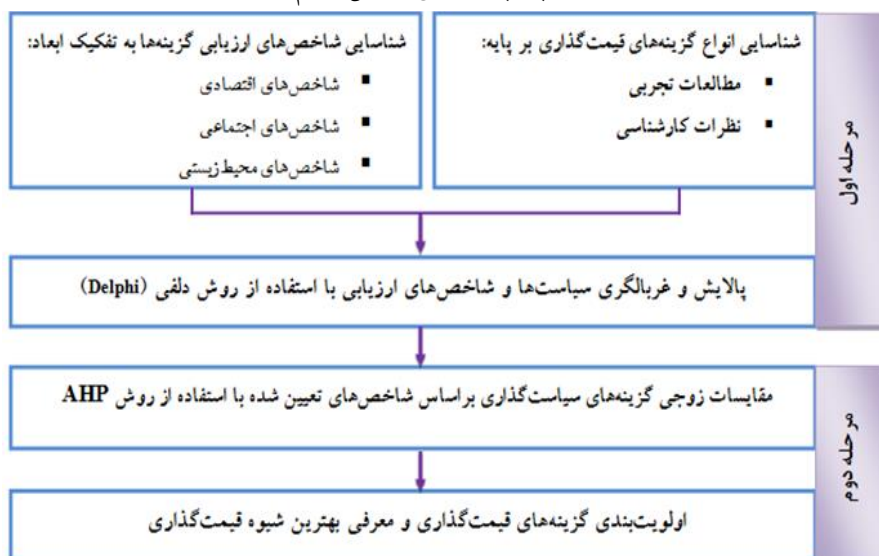 شناسایی انواع گزینه‌های قیمت‌گذاری بر پایه:
▪ مطالعات تجربی
▪ نظرات کارشناسی
شناسایی شاخص‌های ارزیابی گزینه‌ها به تفکیک ابعاد:
▪ شاخص‌های اقتصادی
▪ شاخص‌های اجتماعی
▪ شاخص‌های محیط‌زیستی
مرحله اول
پالایش و غربالگری سیاست‌ها و شاخص‌های ارزیابی با استفاده از روش دلفی (Delphi)
مقایسات زوجی گزینه‌های سیاست‌گذاری براساس شاخص‌های تعیین شده با استفاده از روش AHP
مرحله دوم
اولویت‌بندی گزینه‌های قیمت‌گذاری و معرفی بهترین شیوه قیمت‌گذاری